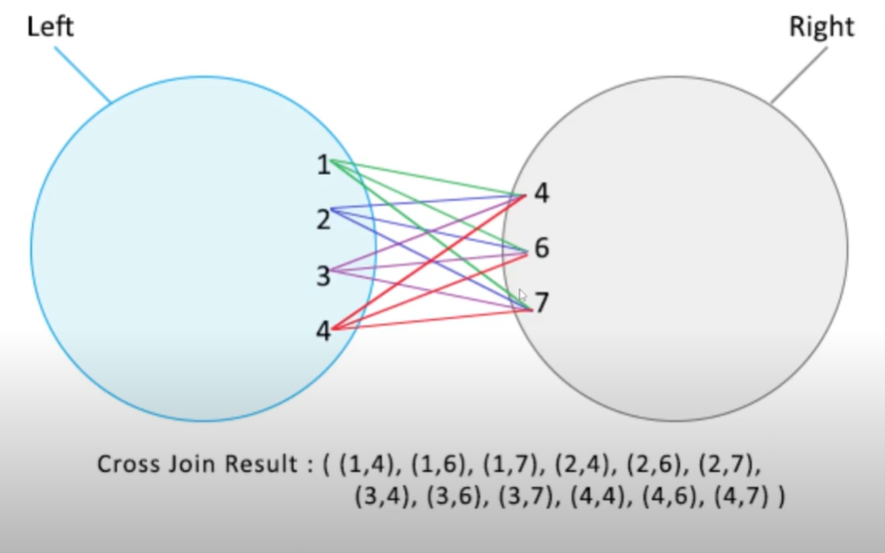 Left
Right
1
2
3
4
4
6
7
Cross Join Result : ( (1,4), (1,6), (1,7), (2,4), (2,6), (2,7),
(3,4), (3,6), (3,7), (4,4), (4,6), (4,7) )